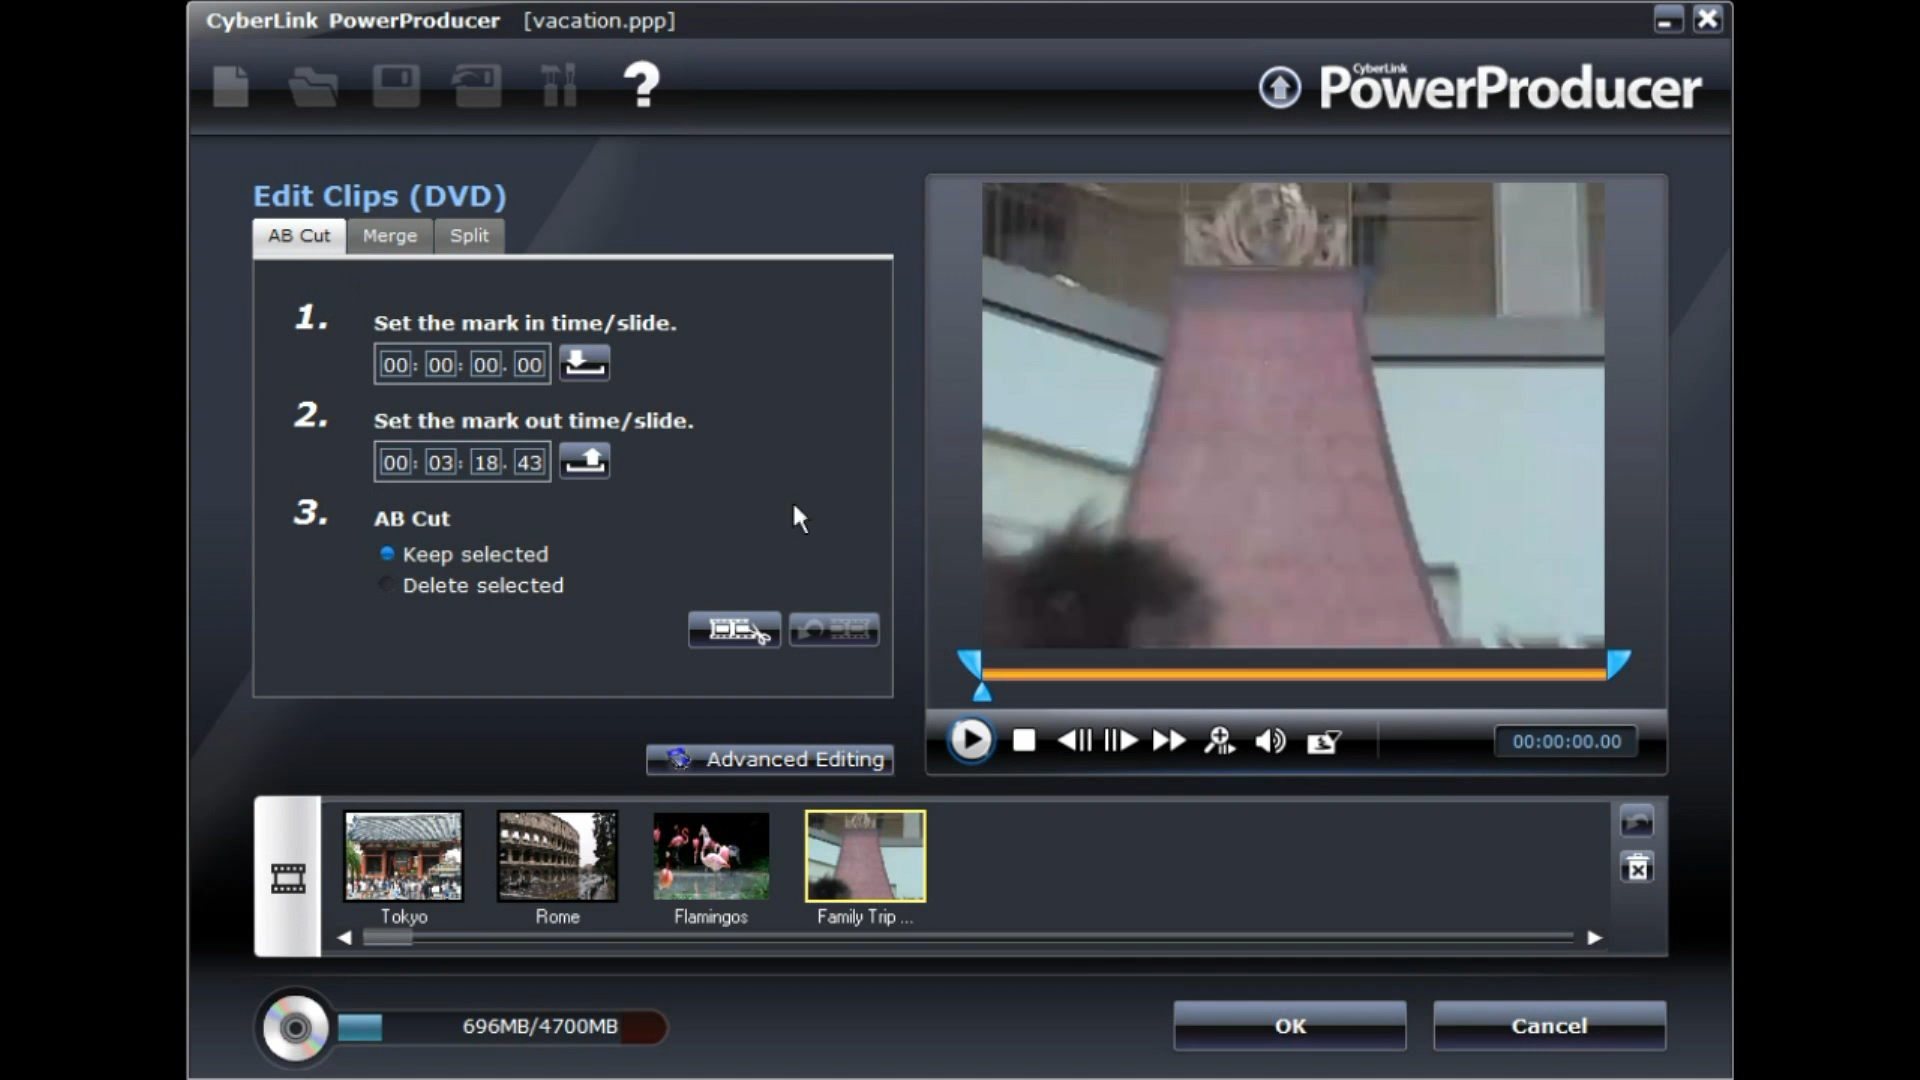 CyberLink PowerProducer [vacation.ppp]
CyberLink
PowerProducer
Edit Clips (DVD)
AB Cut Merge Split
1. Set the mark in time/slide.
00: 00: 00. 00
2. Set the mark out time/slide.
00: 03: 18. 43
3. AB Cut
Keep selected
Delete selected
00:00:00.00
Advanced Editing
Tokyo Rome Flamingos Family Trip ...
696MB/4700MB
OK Cancel